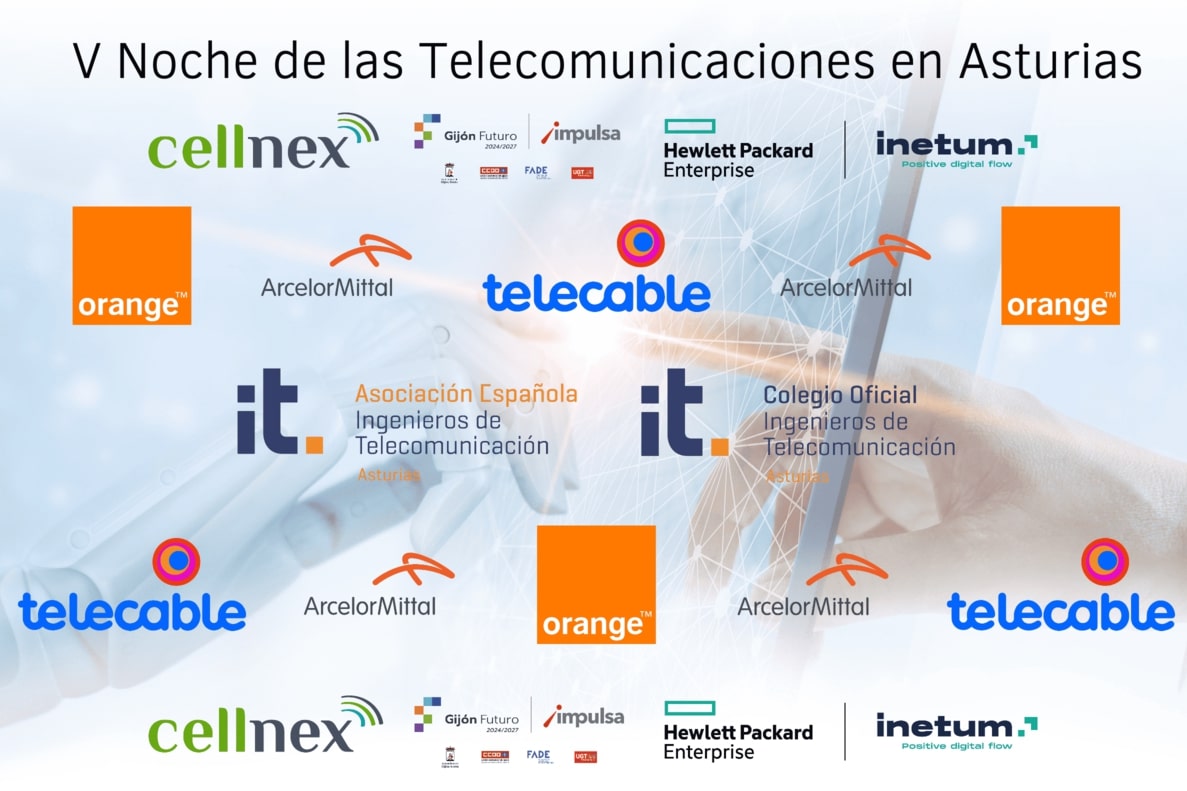 V Noche de las Telecomunicaciones en Asturias
cellnex
Gijón Futuro
2024/2027
impulsa
CCOO
FADE
UGT
Hewlett Packard
Enterprise
inetum.
Positive digital flow
orange™
ArcelorMittal
telecable
ArcelorMittal
orange™
it.
Asociación Española
Ingenieros de
Telecomunicación
Asturias
it.
Colegio Oficial
Ingenieros de
Telecomunicación
Asturias
telecable
ArcelorMittal
orange™
ArcelorMittal
telecable
cellnex
Gijón Futuro
2024/2027
impulsa
CCOO
FADE
UGT
Hewlett Packard
Enterprise
inetum.
Positive digital flow